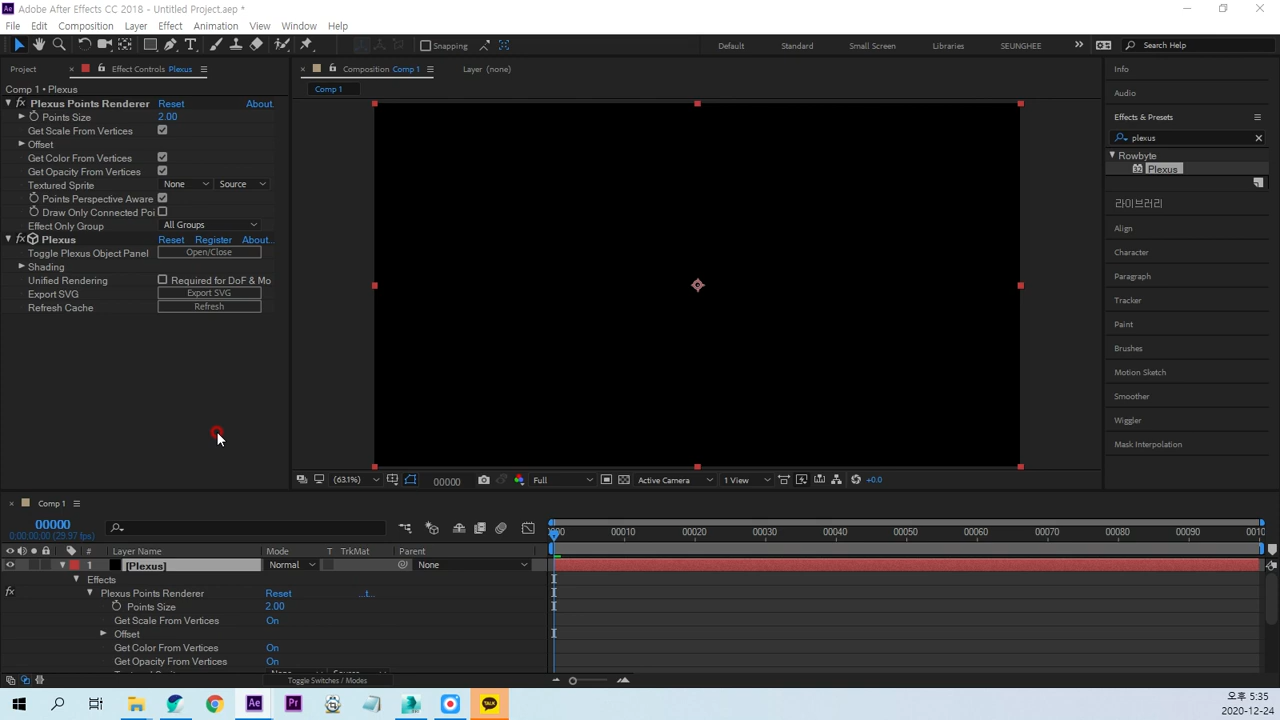 Adobe After Effects CC 2018 - Untitled Project.aep *
File Edit Composition Layer Effect Animation View Window Help
Snapping Default Standard Small Screen Libraries SEUNGHEE Search Help
Project Effect Controls Plexus Composition Comp 1 Layer (none) Info
Comp 1 • Plexus Comp 1 Audio
Plexus Points Renderer Reset About.
Points Size 2.00 Effects & Presets
Get Scale From Vertices plexus
Offset
Get Color From Vertices Rowbyte
Get Opacity From Vertices Plexus
Textured Sprite None Source
Points Perspective Aware 라이브러리
Draw Only Connected Poi
Effect Only Group All Groups Align
Plexus Reset Register About...
Toggle Plexus Object Panel Open/Close Character
Shading
Unified Rendering Required for DoF & Mo Paragraph
Export SVG Export SVG
Refresh Cache Refresh Tracker
Paint
Brushes
Motion Sketch
Smoother
Wiggler
Mask Interpolation
(63.1%) 00000 Full Active Camera 1 View +0.0
Comp 1
00000
0;00;00;00 (29.97 fps)
00010 00020 00030 00040 00050 00060 00070 00080 00090
# Layer Name Mode T TrkMat Parent
1 [Plexus] Normal None
Effects
Plexus Points Renderer Reset ...t...
Points Size 2.00
Get Scale From Vertices On
Offset
Get Color From Vertices On
Get Opacity From Vertices On
Toggle Switches / Modes
Ae Pr TALK
오후 5:35
2020-12-24